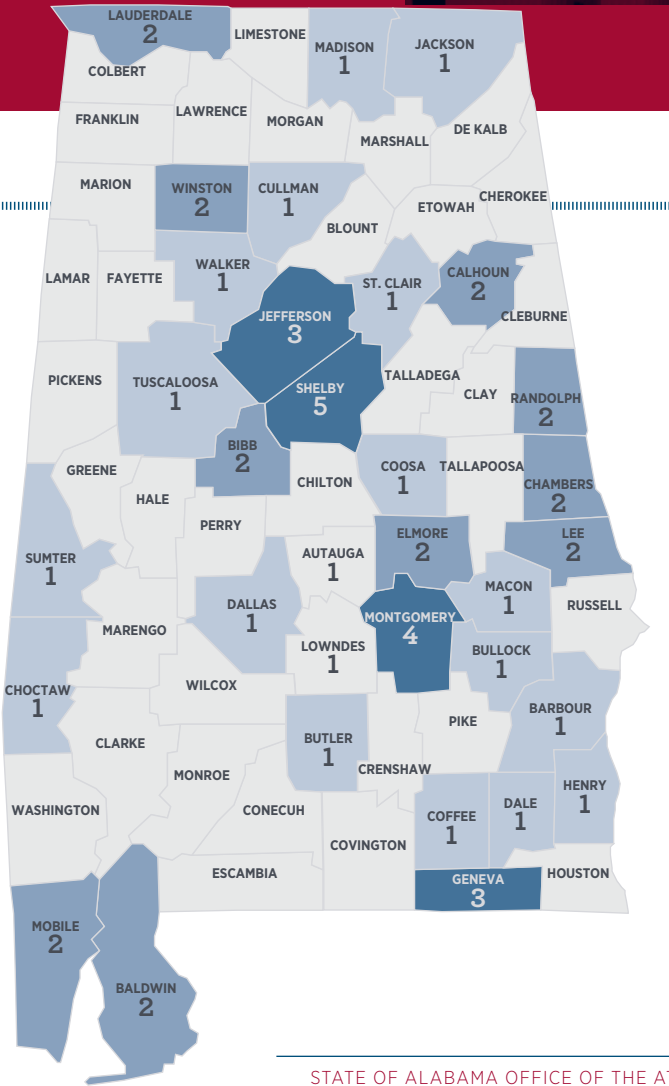 LAUDERDALE
2
LIMESTONE
MADISON
1
JACKSON
1
COLBERT
FRANKLIN
LAWRENCE
MORGAN
MARSHALL
DE KALB
MARION
WINSTON
2
CULLMAN
1
BLOUNT
ETOWAH
CHEROKEE
LAMAR
FAYETTE
WALKER
1
JEFFERSON
3
ST. CLAIR
1
CALHOUN
2
CLEBURNE
PICKENS
TUSCALOOSA
1
SHELBY
5
TALLADEGA
CLAY
RANDOLPH
2
GREENE
HALE
BIBB
2
CHILTON
COOSA
1
TALLAPOOSA
CHAMBERS
2
PERRY
SUMTER
1
AUTAUGA
1
ELMORE
2
LEE
2
DALLAS
1
MACON
1
RUSSELL
MARENGO
LOWNDES
1
MONTGOMERY
4
BULLOCK
1
CHOCTAW
1
WILCOX
CLARKE
BUTLER
1
CRENSHAW
PIKE
BARBOUR
1
WASHINGTON
MONROE
CONECUH
COVINGTON
COFFEE
1
DALE
1
HENRY
1
ESCAMBIA
GENEVA
3
HOUSTON
MOBILE
2
BALDWIN
2
STATE OF ALABAMA OFFICE OF THE A